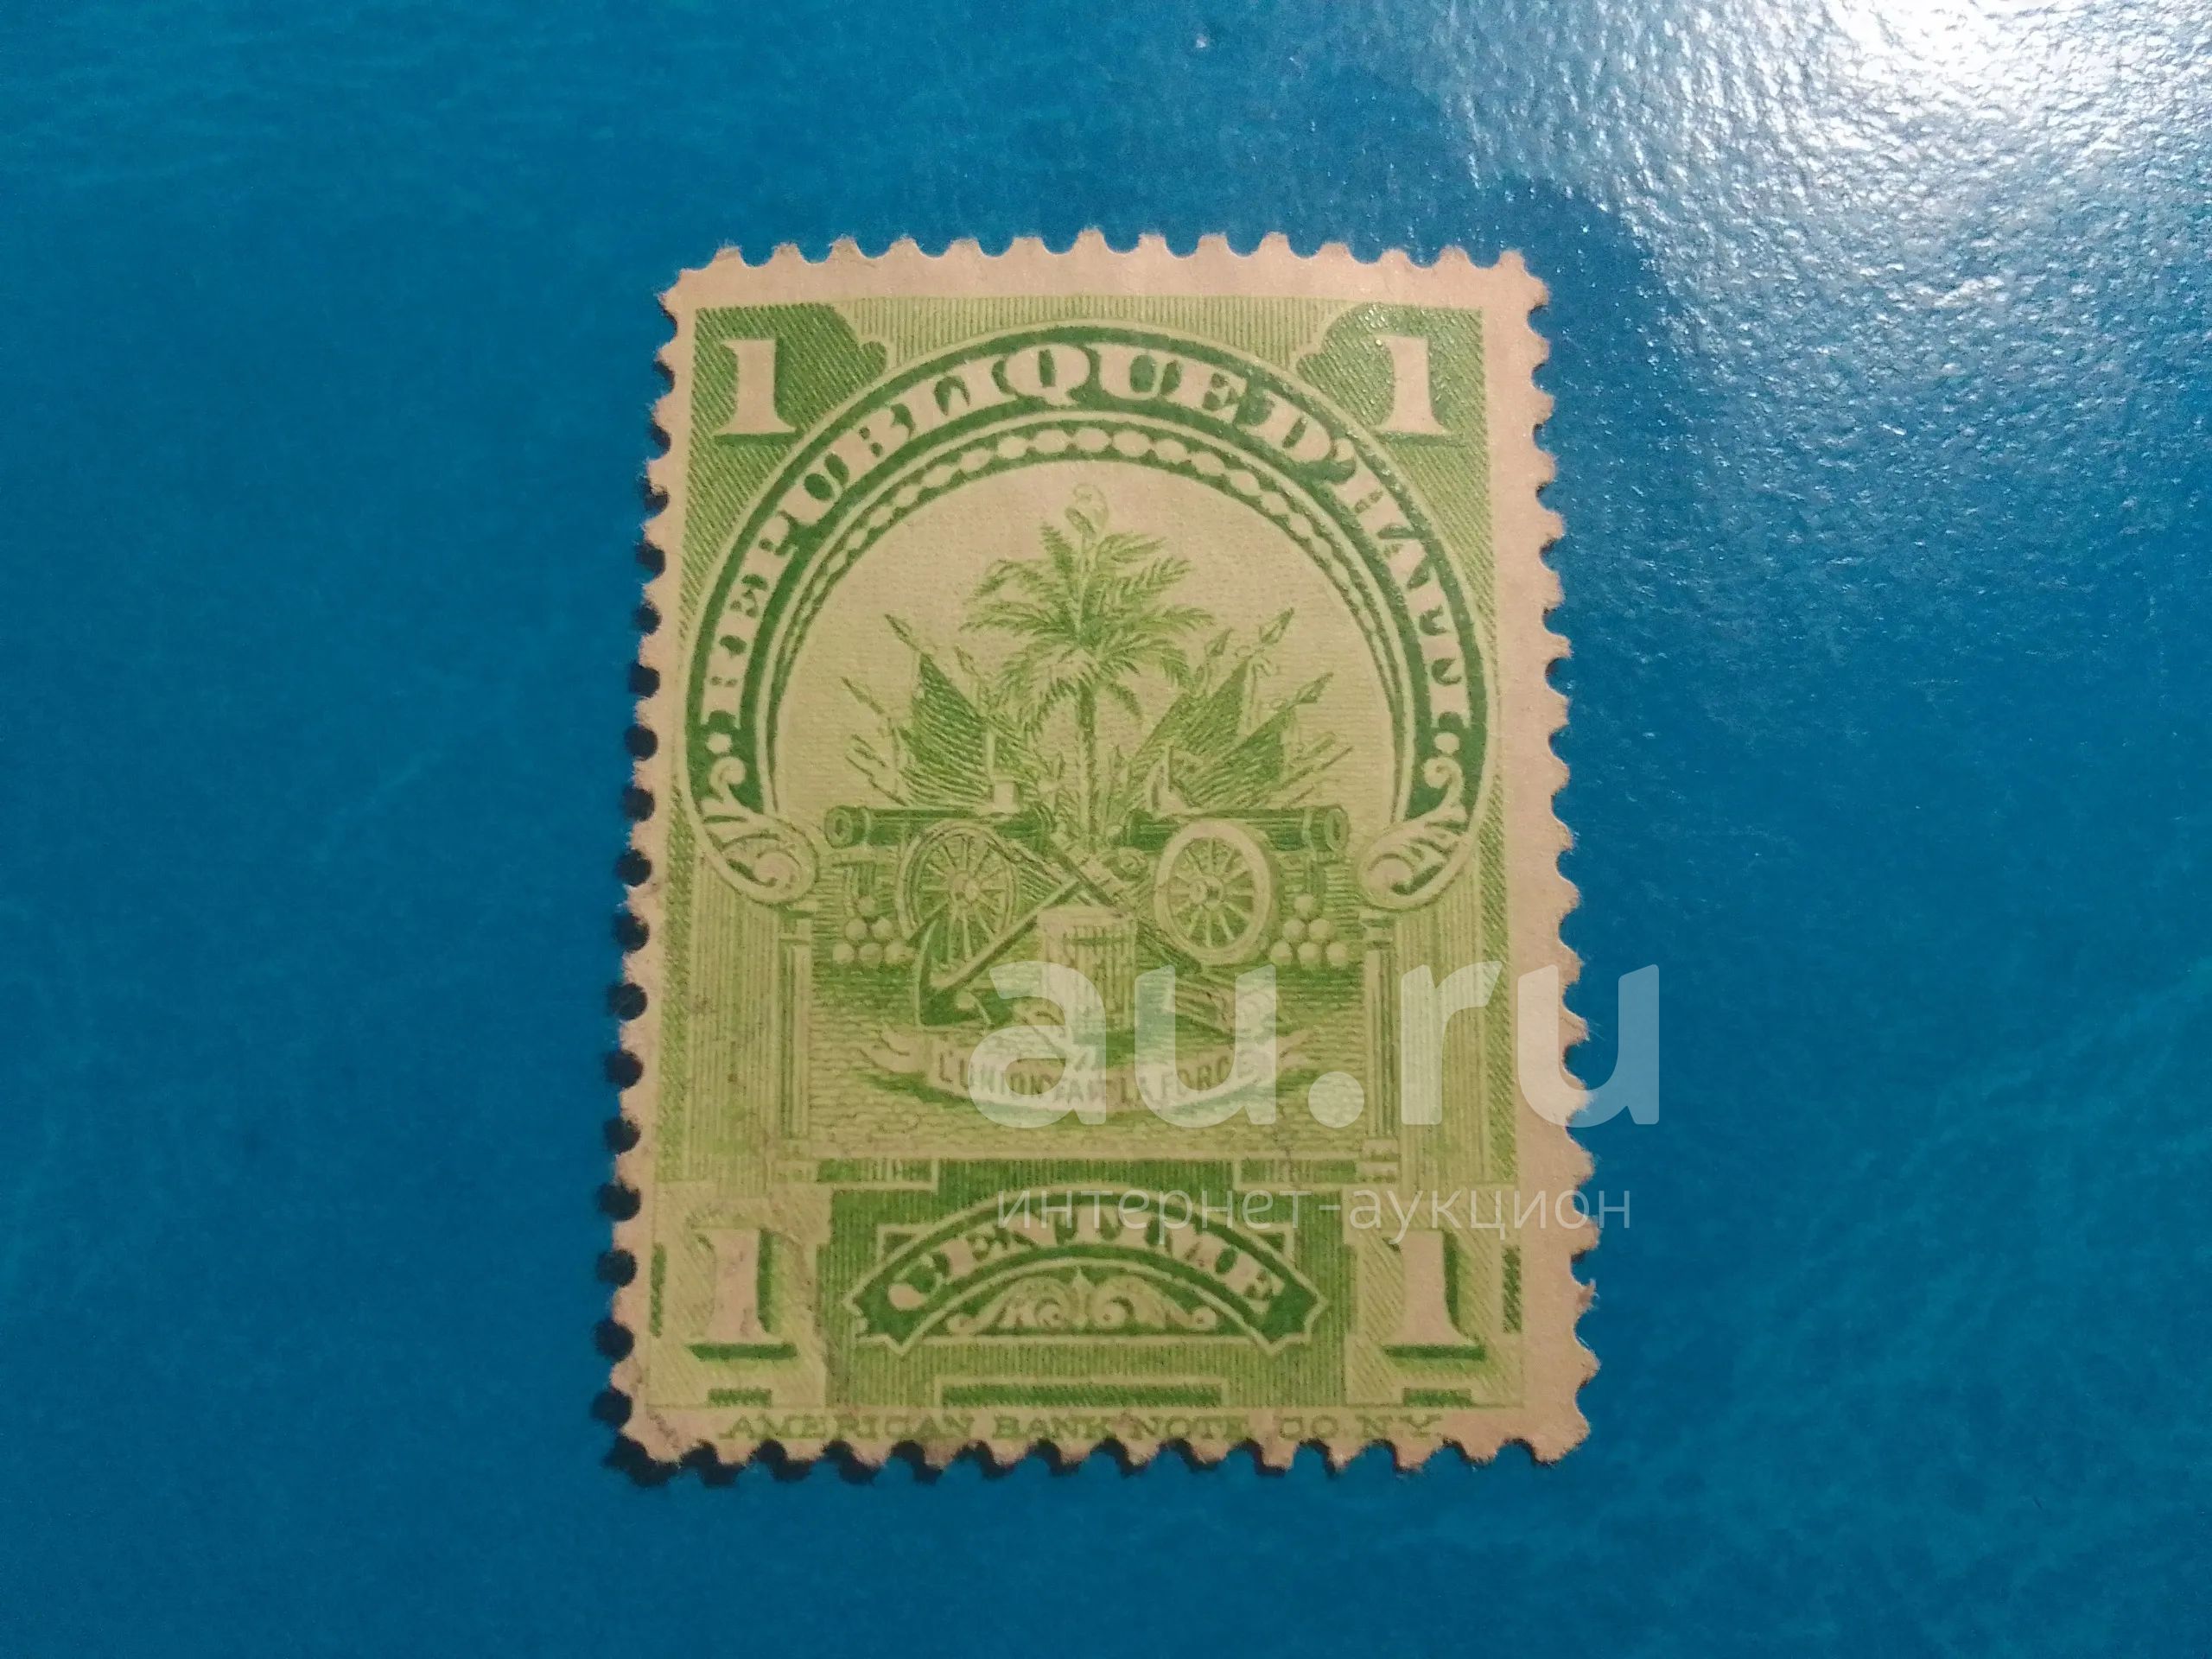 1 1
REPUBLIQUE D'HAITI
L'UNION FAIT LA FORCE
au.ru
интернет-аукцион
CENTIME
1 1
AMERICAN BANK NOTE CO. N.Y.